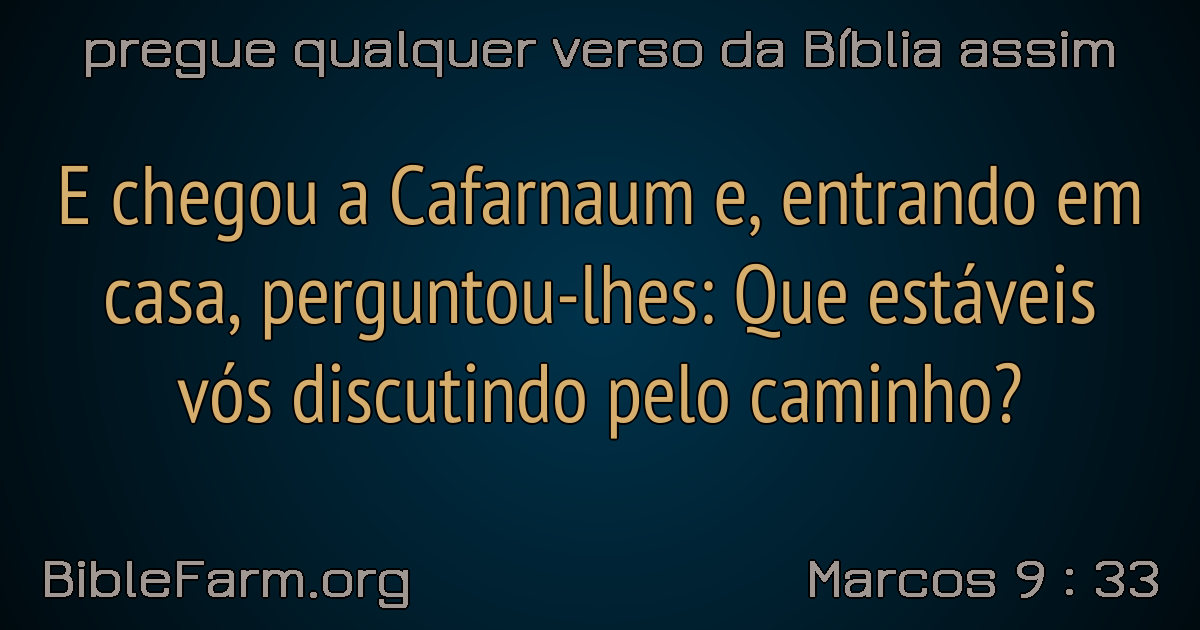 pregue qualquer verso da Bíblia assim
E chegou a Cafarnaum e, entrando em
casa, perguntou-lhes: Que estáveis
vós discutindo pelo caminho?
BibleFarm.org
Marcos 9 : 33